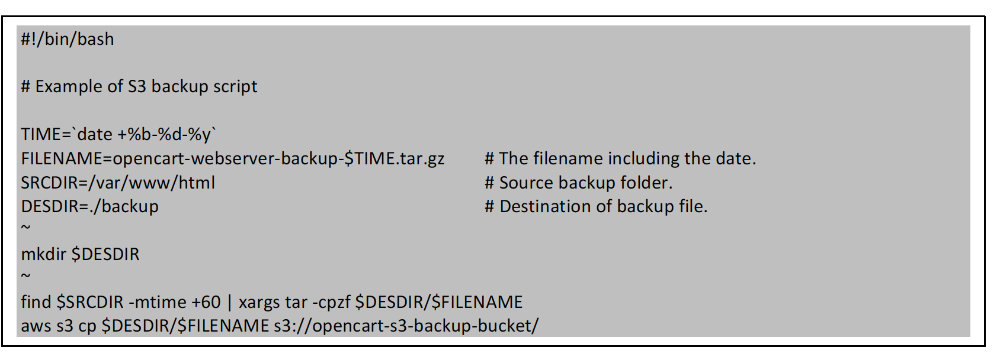 #!/bin/bash
# Example of S3 backup script
TIME=`date +%b-%d-%y`
FILENAME=opencart-webserver-backup-$TIME.tar.gz # The filename including the date.
SRCDIR=/var/www/html # Source backup folder.
DESDIR=./backup # Destination of backup file.
~
mkdir $DESDIR
~
find $SRCDIR -mtime +60 | xargs tar -cpzf $DESDIR/$FILENAME
aws s3 cp $DESDIR/$FILENAME s3://opencart-s3-backup-bucket/